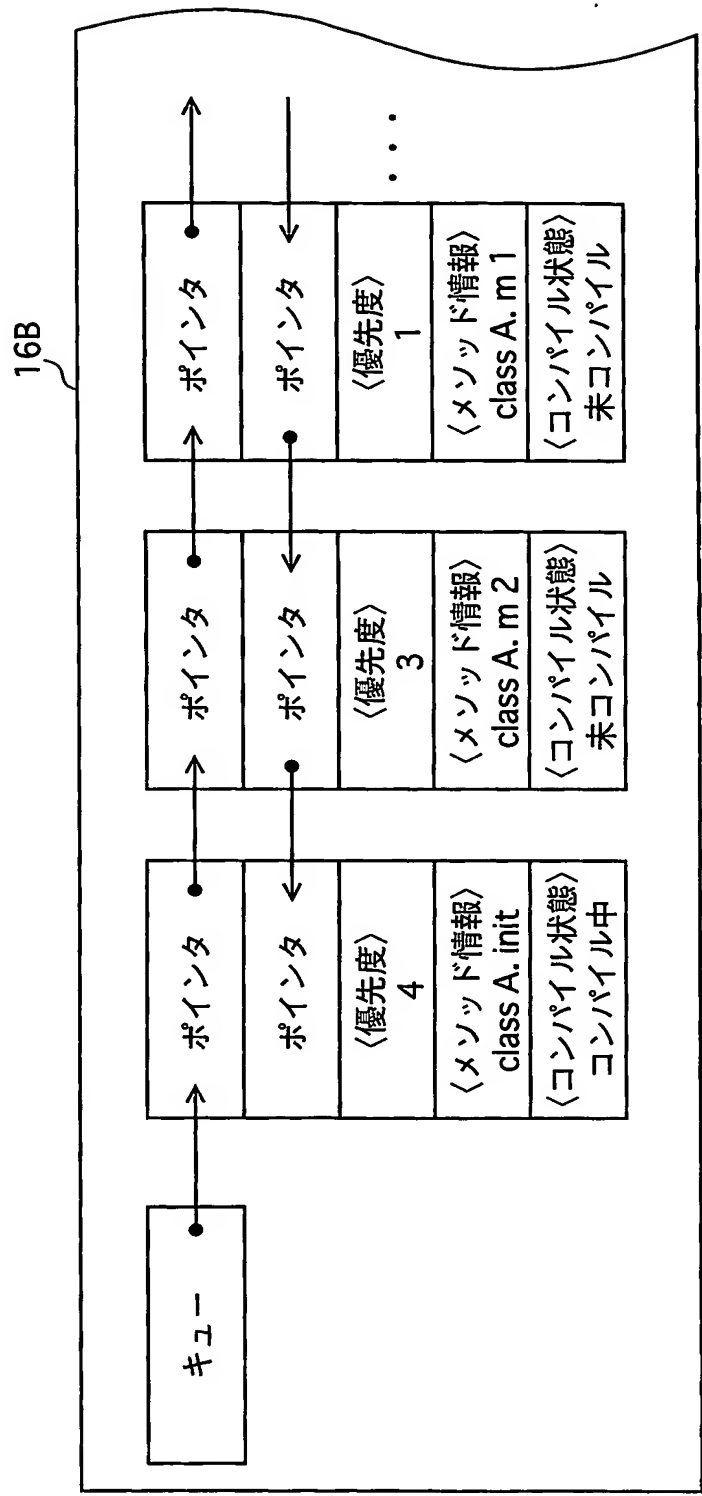 16B
キュー
ポインタ
ポインタ
〈優先度〉
4
〈メソッド情報〉
class A. init
〈コンパイル状態〉
コンパイル中
ポインタ
ポインタ
〈優先度〉
3
〈メソッド情報〉
class A. m 2
〈コンパイル状態〉
未コンパイル
ポインタ
ポインタ
〈優先度〉
1
〈メソッド情報〉
class A. m 1
〈コンパイル状態〉
未コンパイル
・・・